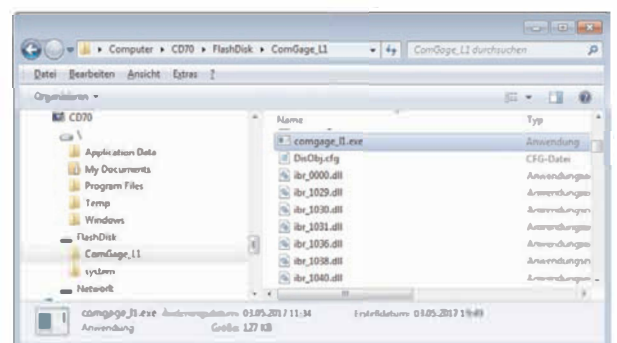 Computer ▸ CD70 ▸ FlashDisk ▸ ComGage_L1
ComGage_L1 durchsuchen
Datei Bearbeiten Ansicht Extras ?
Organisieren
CD70
\
Application Data
My Documents
Program Files
Temp
Windows
FlashDisk
ComGage_L1
system
Network
Name Typ
comgage_l1.exe Anwendung
DisObj.cfg CFG-Datei
ibr_0000.dll
ibr_1029.dll
ibr_1030.dll
ibr_1031.dll
ibr_1036.dll
ibr_1038.dll
ibr_1040.dll
comgage_l1.exe Änderungsdatum: 03.05.2017 11:34 Erstelldatum: 03.05.2017
Anwendung Größe: 127 KB